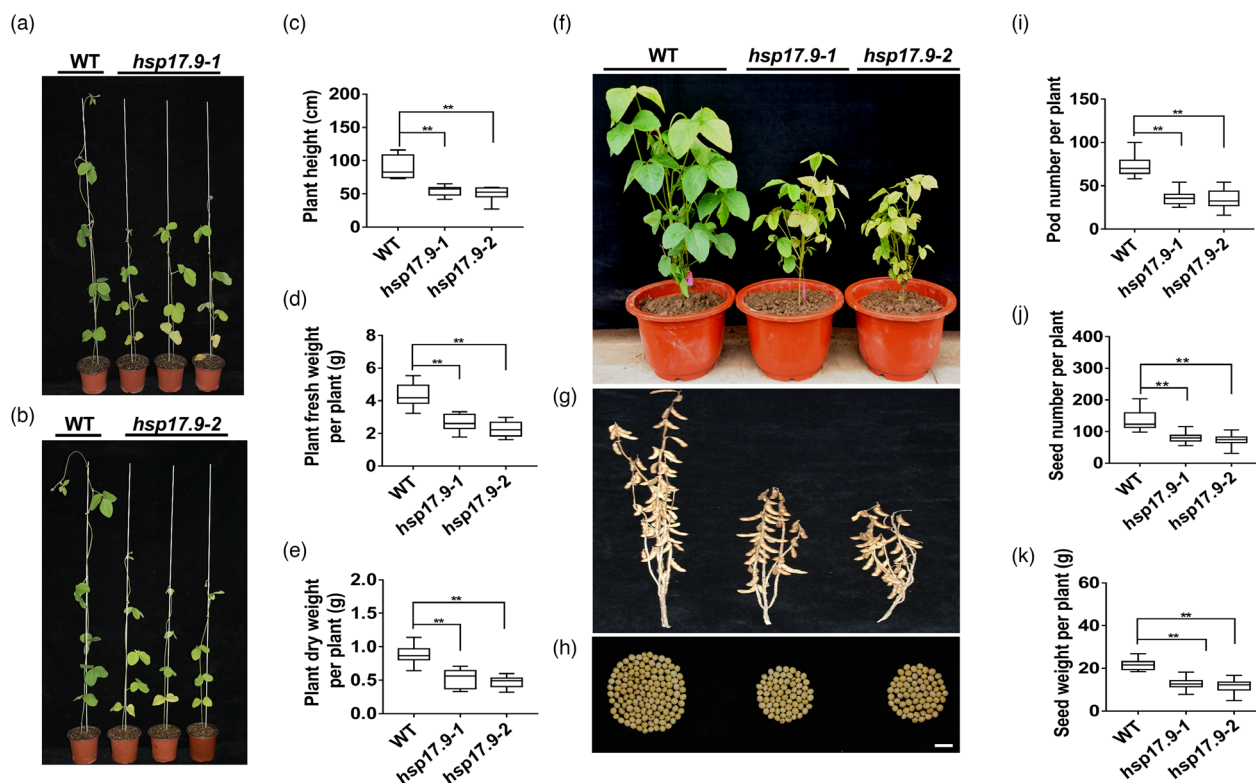 (a)
WT hsp17.9-1
(b)
WT hsp17.9-2
(c)
Plant height (cm)
200
150
100
50
0
**
**
WT
hsp17.9-1
hsp17.9-2
(d)
Plant fresh weight
per plant (g)
8
6
4
2
0
**
**
WT
hsp17.9-1
hsp17.9-2
(e)
Plant dry weight
per plant (g)
2.0
1.5
1.0
0.5
0.0
**
**
WT
hsp17.9-1
hsp17.9-2
(f)
WT hsp17.9-1 hsp17.9-2
(g)
(h)
(i)
Pod number per plant
150
100
50
0
**
**
WT
hsp17.9-1
hsp17.9-2
(j)
Seed number per plant
400
300
200
100
0
**
**
WT
hsp17.9-1
hsp17.9-2
(k)
Seed weight per plant (g)
60
40
20
0
**
**
WT
hsp17.9-1
hsp17.9-2